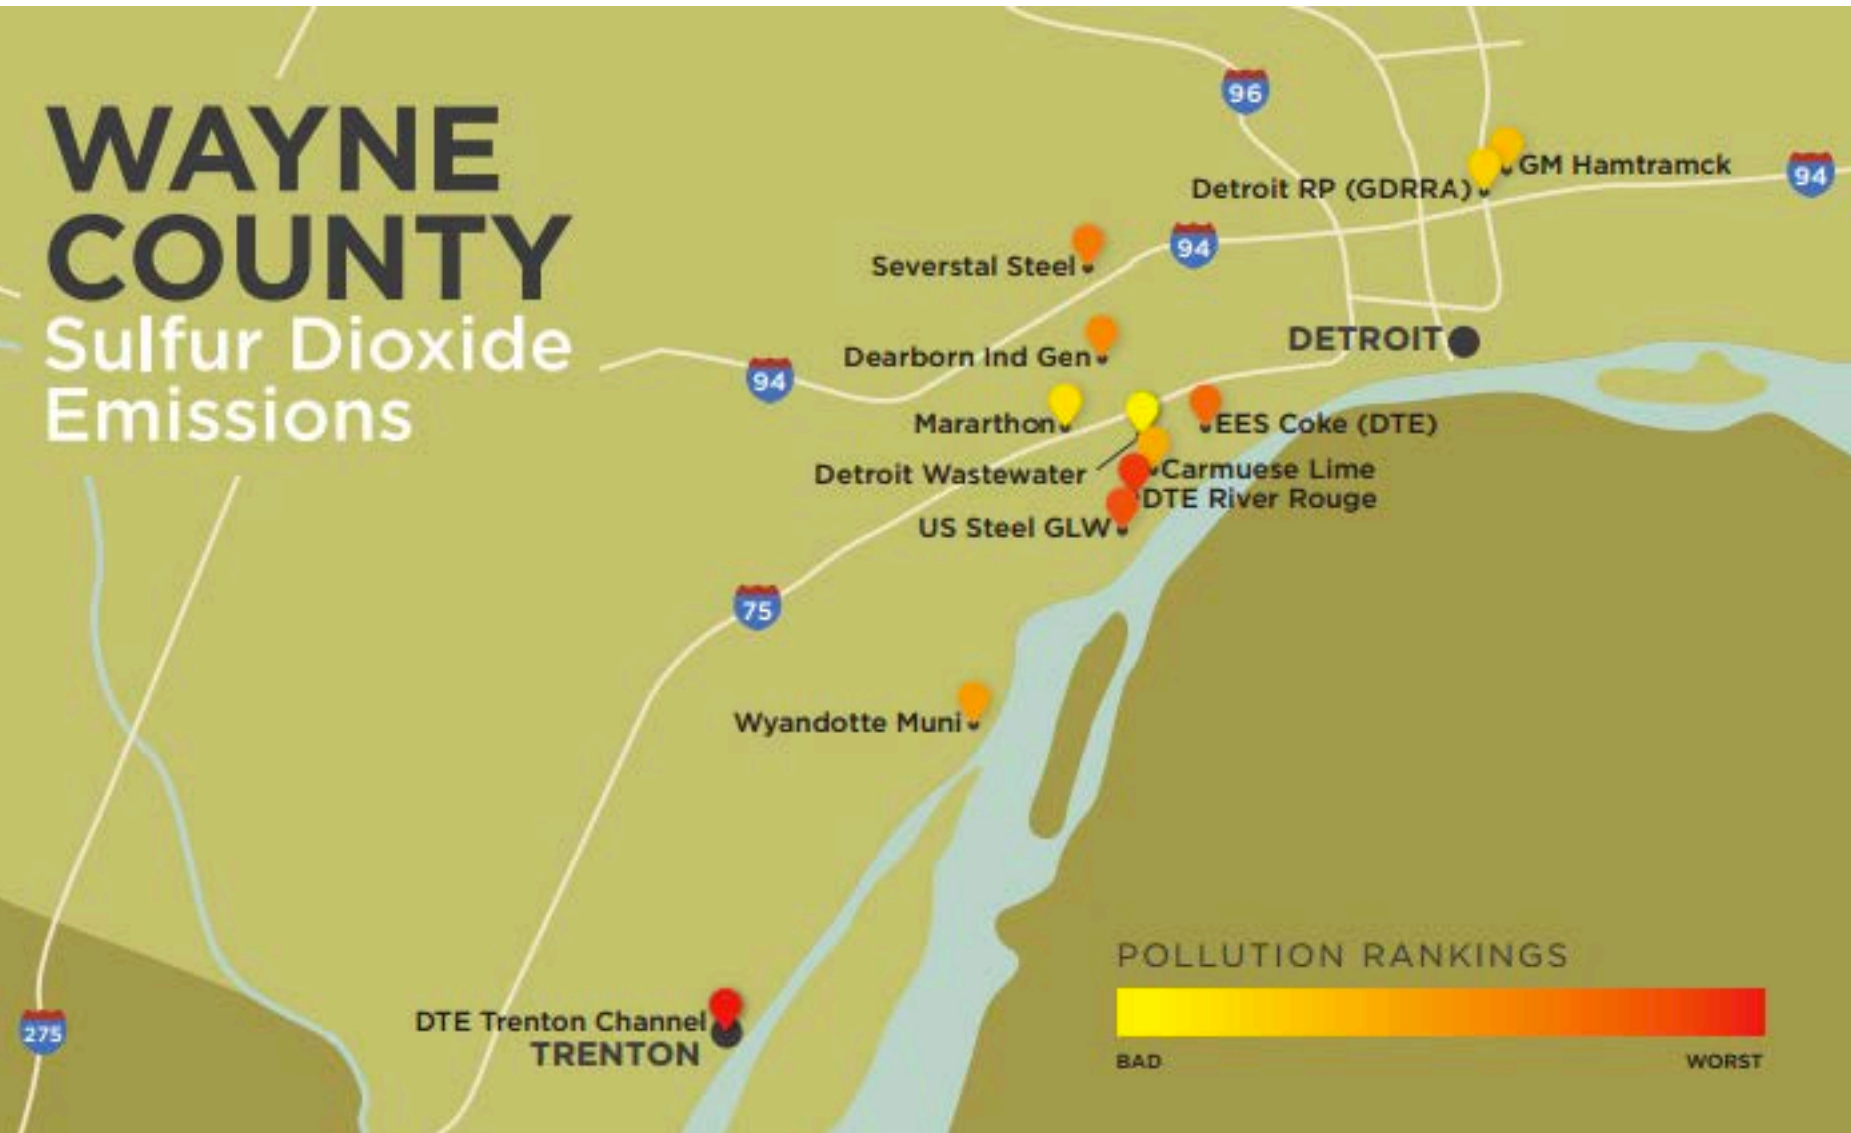 WAYNE
COUNTY
Sulfur Dioxide
Emissions
96
GM Hamtramck
94
Detroit RP (GDRRA)
94
Severstal Steel
DETROIT
Dearborn Ind Gen
94
Mararthon
EES Coke (DTE)
Detroit Wastewater
Carmuese Lime
DTE River Rouge
US Steel GLW
75
Wyandotte Muni
POLLUTION RANKINGS
BAD
WORST
DTE Trenton Channel
TRENTON
275